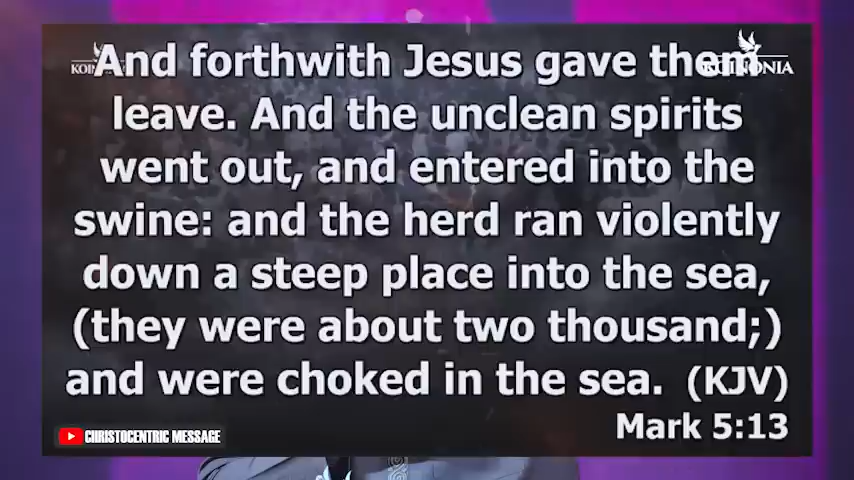 And forthwith Jesus gave them
leave. And the unclean spirits
went out, and entered into the
swine: and the herd ran violently
down a steep place into the sea,
(they were about two thousand;)
and were choked in the sea. (KJV)
Mark 5:13
KOINONIA
CHRISTOCENTRIC MESSAGE